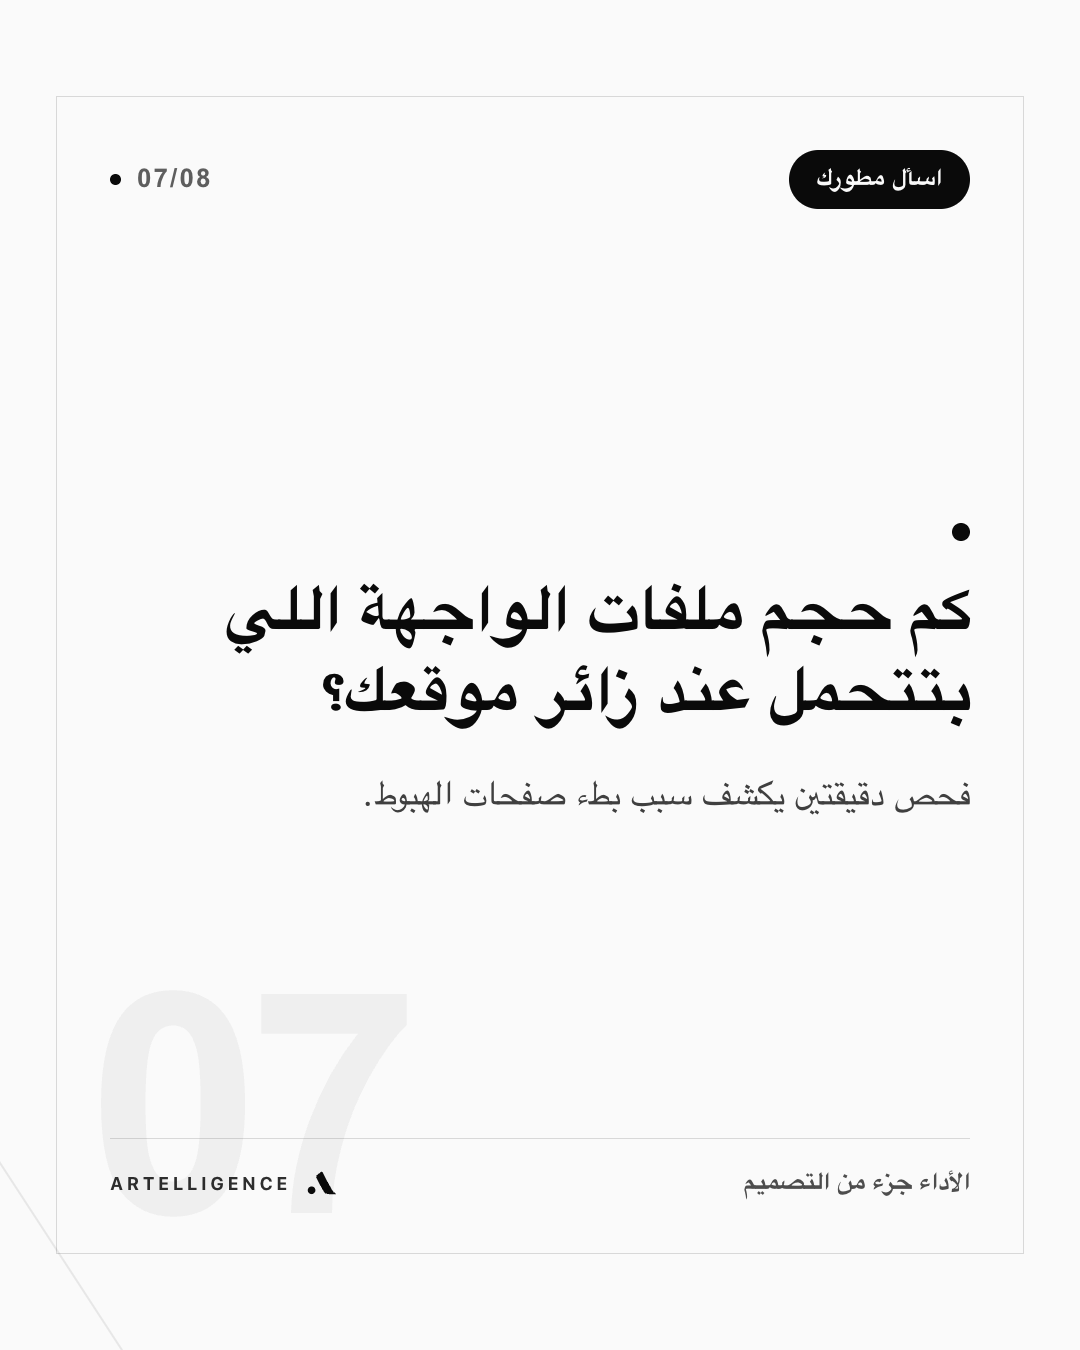 اسأل مطورك
07/08
كم حجم ملفات الواجهة اللي
بتتحمل عند زائر موقعك؟
فحص دقيقتين يكشف سبب بطء صفحات الهبوط.
07
الأداء جزء من التصميم
ARTELLIGENCE